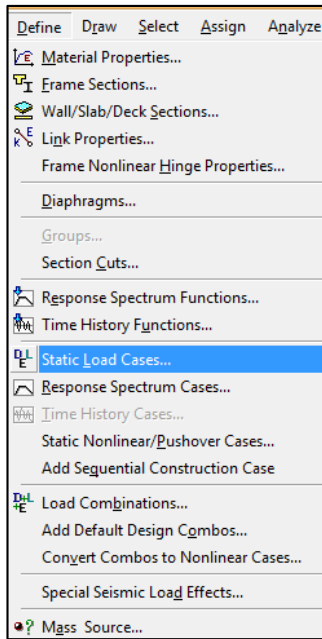 Define Draw Select Assign Analyze
Material Properties...
Frame Sections...
Wall/Slab/Deck Sections...
Link Properties...
Frame Nonlinear Hinge Properties...
Diaphragms...
Groups...
Section Cuts...
Response Spectrum Functions...
Time History Functions...
Static Load Cases...
Response Spectrum Cases...
Time History Cases...
Static Nonlinear/Pushover Cases...
Add Sequential Construction Case
Load Combinations...
Add Default Design Combos...
Convert Combos to Nonlinear Cases...
Special Seismic Load Effects...
Mass Source...